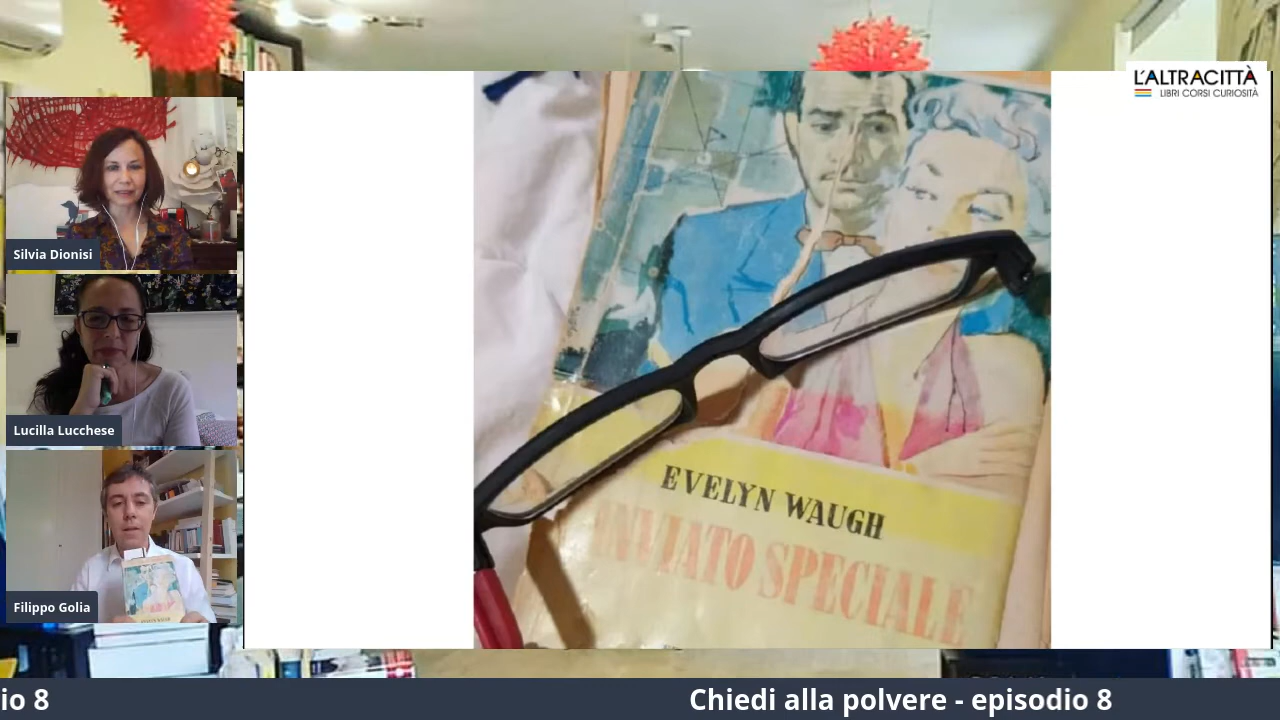 L'ALTRACITTÀ
LIBRI CORSI CURIOSITÀ
Silvia Dionisi
Lucilla Lucchese
Filippo Golia
EVELYN WAUGH
INVIATO SPECIALE
io 8
Chiedi alla polvere - episodio 8